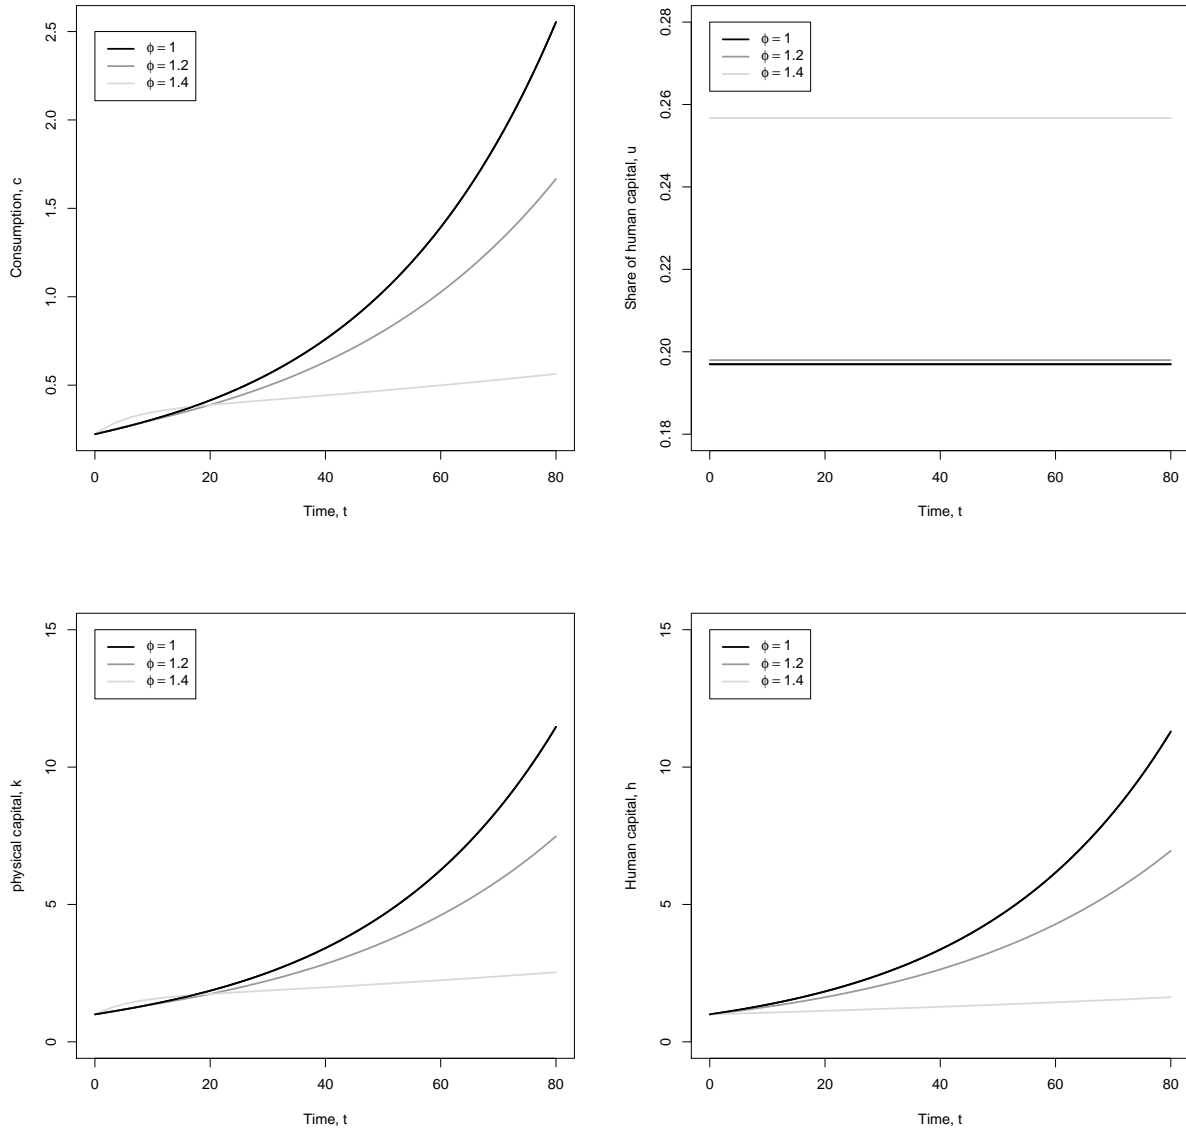 φ = 1
φ = 1.2
φ = 1.4
Consumption, c
0.5
1.0
1.5
2.0
2.5
0 20 40 60 80
Time, t
φ = 1
φ = 1.2
φ = 1.4
Share of human capital, u
0.18
0.20
0.22
0.24
0.26
0.28
0 20 40 60 80
Time, t
φ = 1
φ = 1.2
φ = 1.4
physical capital, k
0
5
10
15
0 20 40 60 80
Time, t
φ = 1
φ = 1.2
φ = 1.4
Human capital, h
0
5
10
15
0 20 40 60 80
Time, t